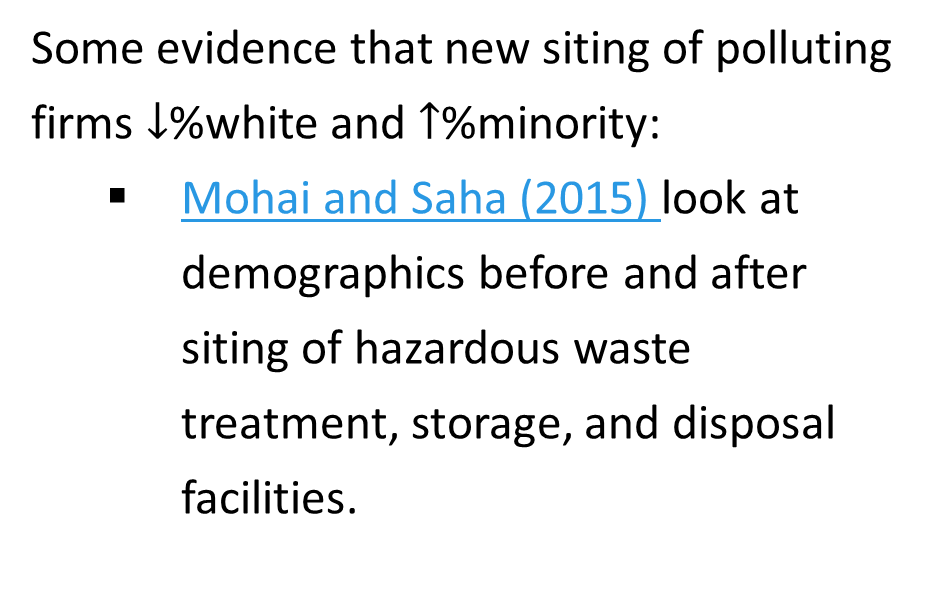 Some evidence that new siting of polluting
firms ↓%white and ↑%minority:
▪ Mohai and Saha (2015) look at
demographics before and after
siting of hazardous waste
treatment, storage, and disposal
facilities.